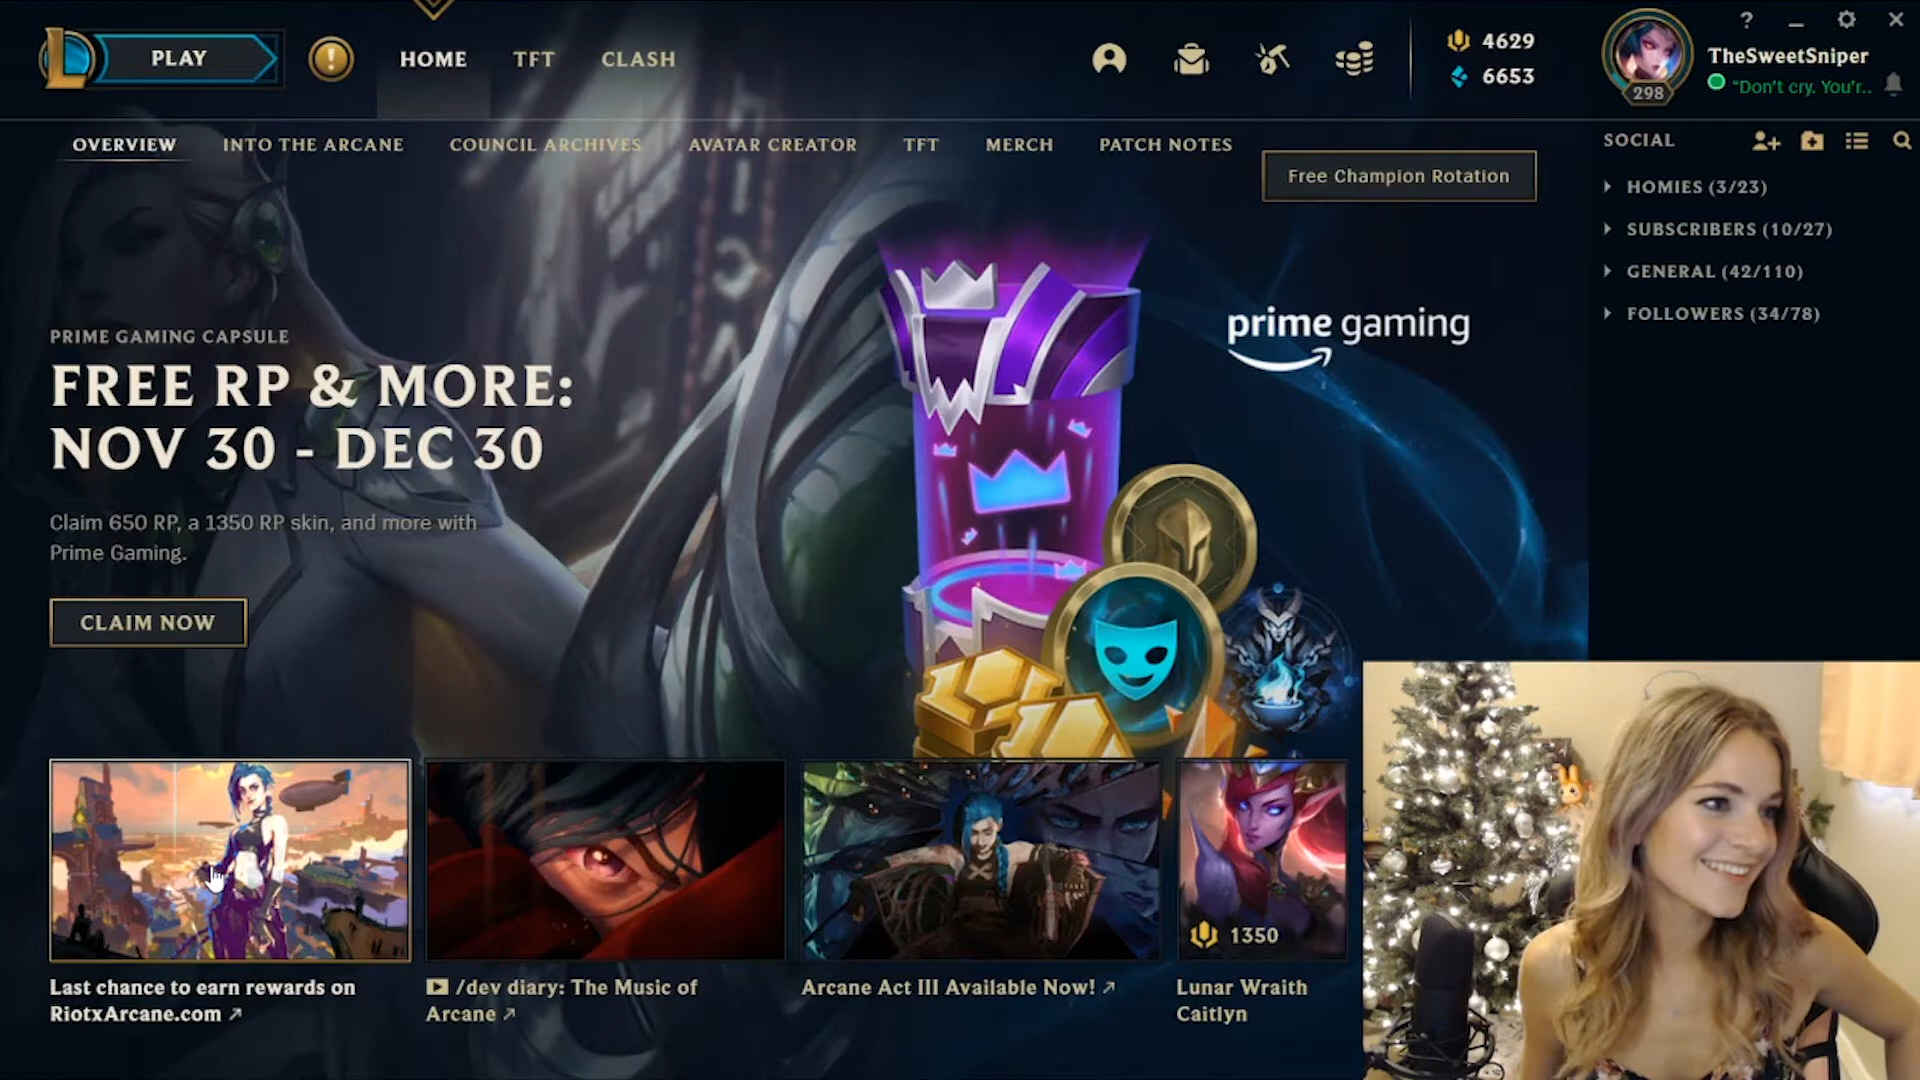 PLAY
HOME
TFT
CLASH
4629
6653
298
TheSweetSniper
"Don't cry. You'r..
OVERVIEW
INTO THE ARCANE
COUNCIL ARCHIVES
AVATAR CREATOR
TFT
MERCH
PATCH NOTES
Free Champion Rotation
SOCIAL
HOMIES (3/23)
SUBSCRIBERS (10/27)
GENERAL (42/110)
FOLLOWERS (34/78)
prime gaming
PRIME GAMING CAPSULE
FREE RP & MORE:
NOV 30 - DEC 30
Claim 650 RP, a 1350 RP skin, and more with
Prime Gaming.
CLAIM NOW
1350
Last chance to earn rewards on
RiotxArcane.com
/dev diary: The Music of
Arcane
Arcane Act III Available Now!
Lunar Wraith
Caitlyn